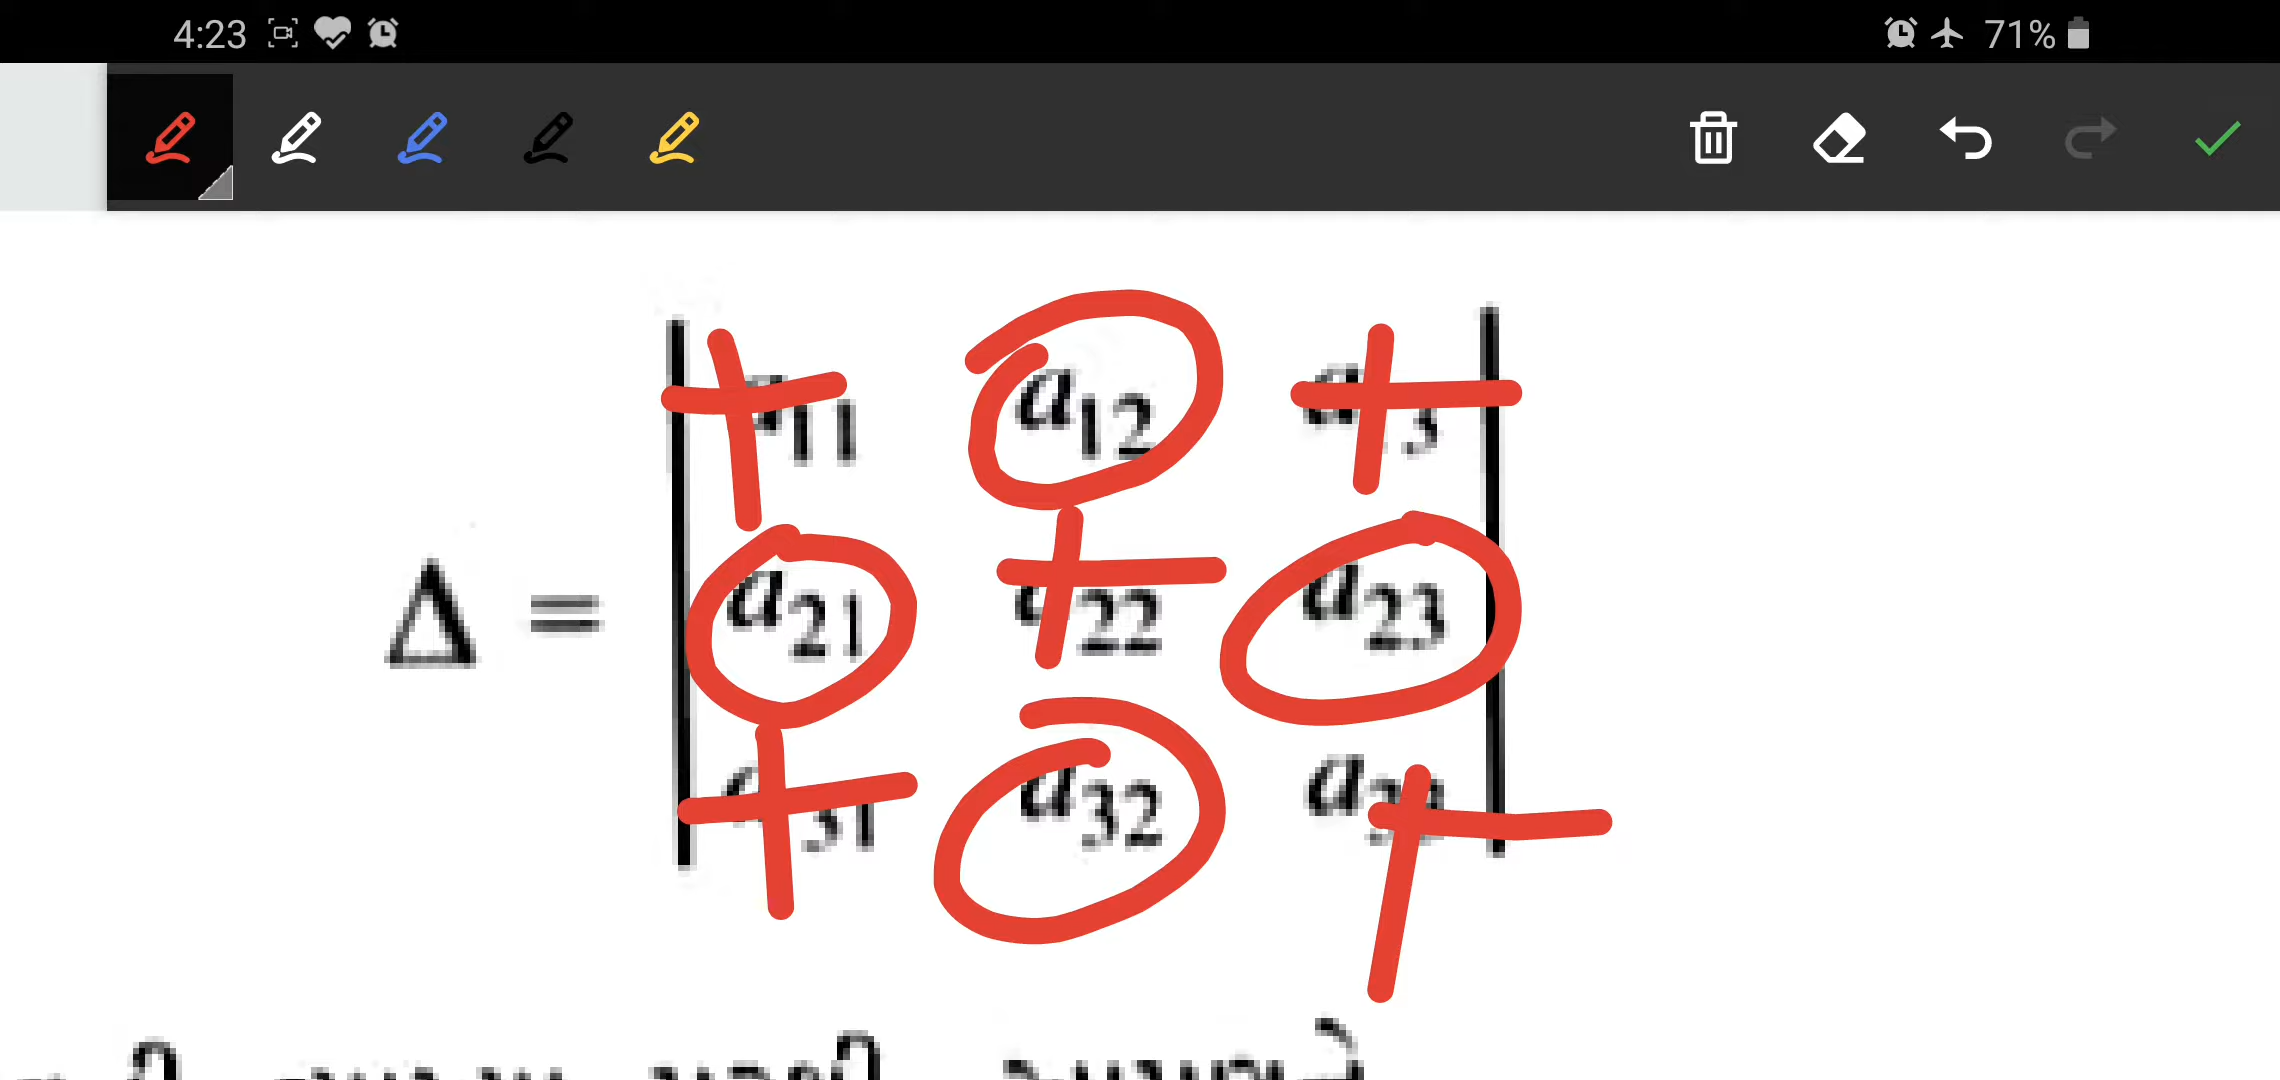 4:23 71%
a11 a12 a13
Δ = a21 a22 a23
a31 a32 a33